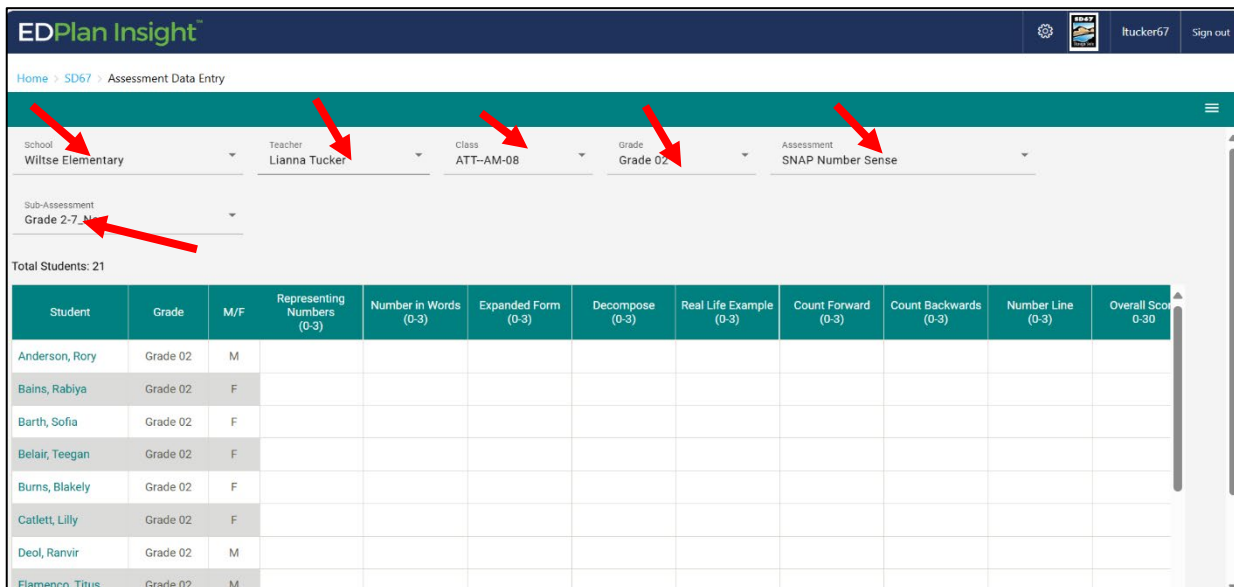 EDPlan Insight™
SD67
ltucker67
Sign out
Home > SD67 > Assessment Data Entry
School
Wiltse Elementary
Teacher
Lianna Tucker
Class
ATT--AM-08
Grade
Grade 02
Assessment
SNAP Number Sense
Sub-Assessment
Grade 2-7_
Total Students: 21
Student
Grade
M/F
Representing
Numbers
(0-3)
Number in Words
(0-3)
Expanded Form
(0-3)
Decompose
(0-3)
Real Life Example
(0-3)
Count Forward
(0-3)
Count Backwards
(0-3)
Number Line
(0-3)
Overall Scor
0-30
Anderson, Rory Grade 02 M
Bains, Rabiya Grade 02 F
Barth, Sofia Grade 02 F
Belair, Teegan Grade 02 F
Burns, Blakely Grade 02 F
Catlett, Lilly Grade 02 F
Deol, Ranvir Grade 02 M
Flamenco, Titus Grade 02 M